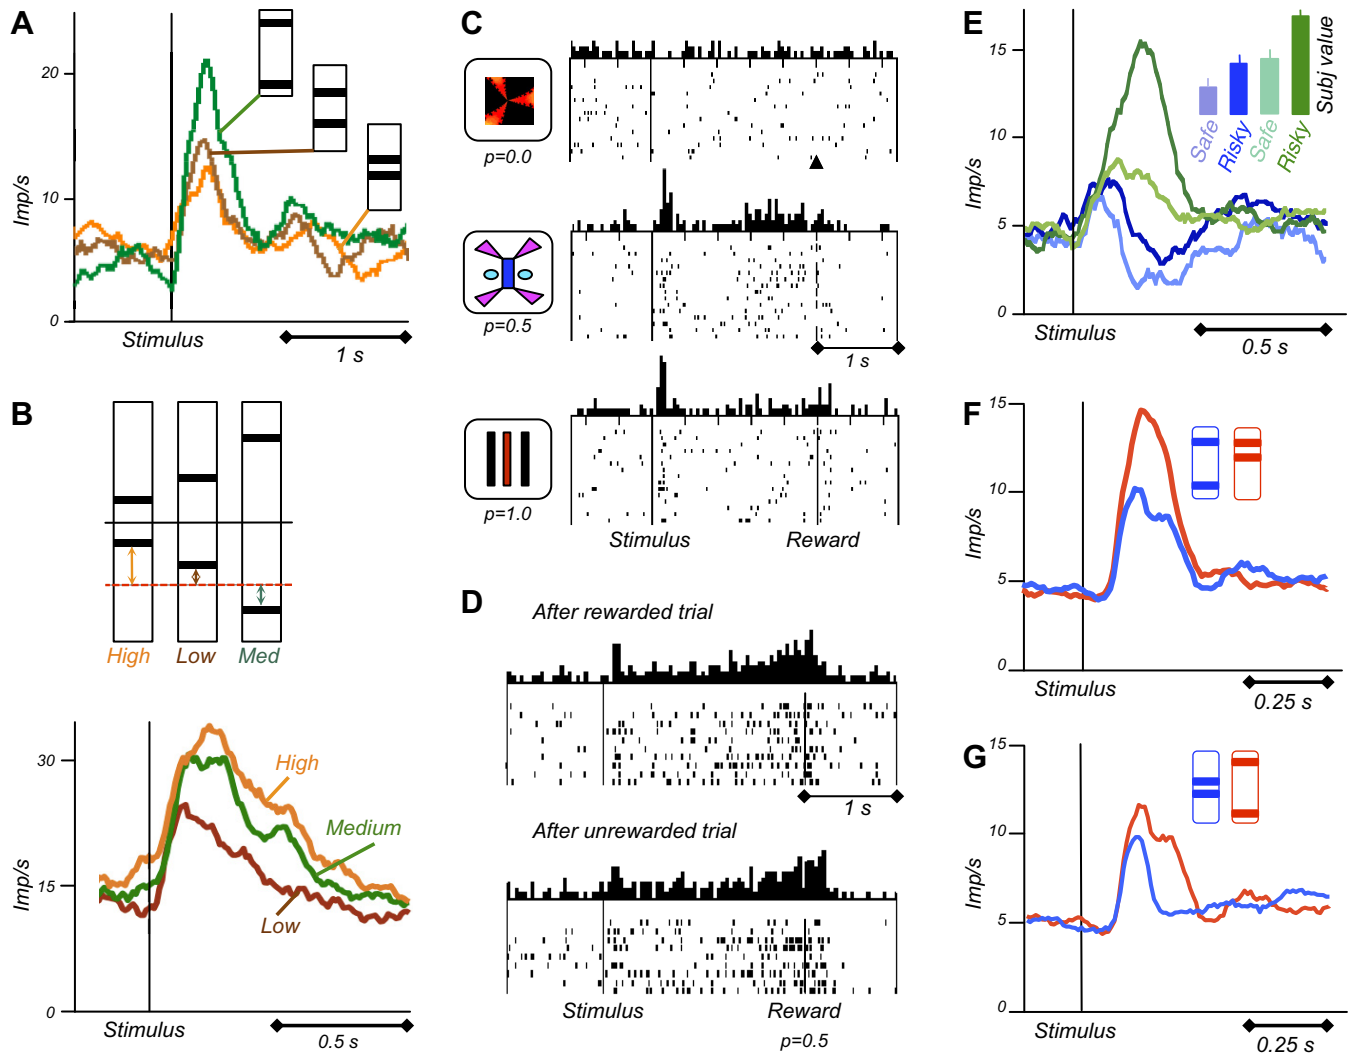 A
20
10
0
Imp/s
Stimulus
1 s
B
High
Low
Med
30
15
0
Imp/s
High
Medium
Low
Stimulus
0.5 s
C
p=0.0
p=0.5
1 s
p=1.0
Stimulus
Reward
D
After rewarded trial
1 s
After unrewarded trial
Stimulus
Reward
p=0.5
E
15
10
5
0
Imp/s
Safe
Risky
Safe
Risky
Subj value
Stimulus
0.5 s
F
15
10
5
0
Imp/s
Stimulus
0.25 s
G
15
10
5
0
Imp/s
Stimulus
0.25 s